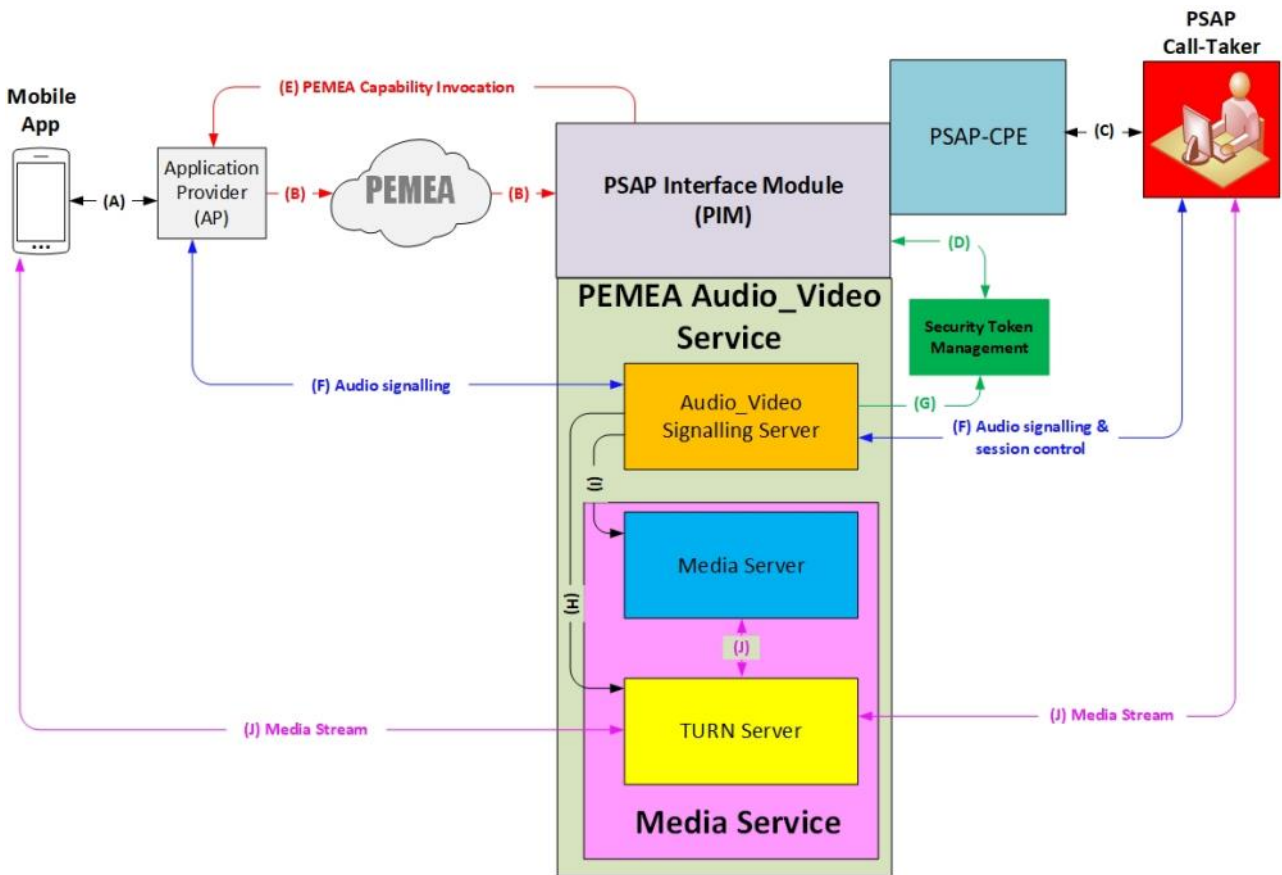 PSAP
Call-Taker
(E) PEMEA Capability Invocation
Mobile
App
PSAP-CPE
(C)
Application
Provider
(AP)
(A)
(B)
PEMEA
(B)
PSAP Interface Module
(PIM)
(D)
PEMEA Audio_Video
Service
Security Token
Management
(F) Audio signalling
Audio_Video
Signalling Server
(G)
(F) Audio signalling &
session control
(I)
Media Server
(H)
(J)
TURN Server
(J) Media Stream
(J) Media Stream
Media Service